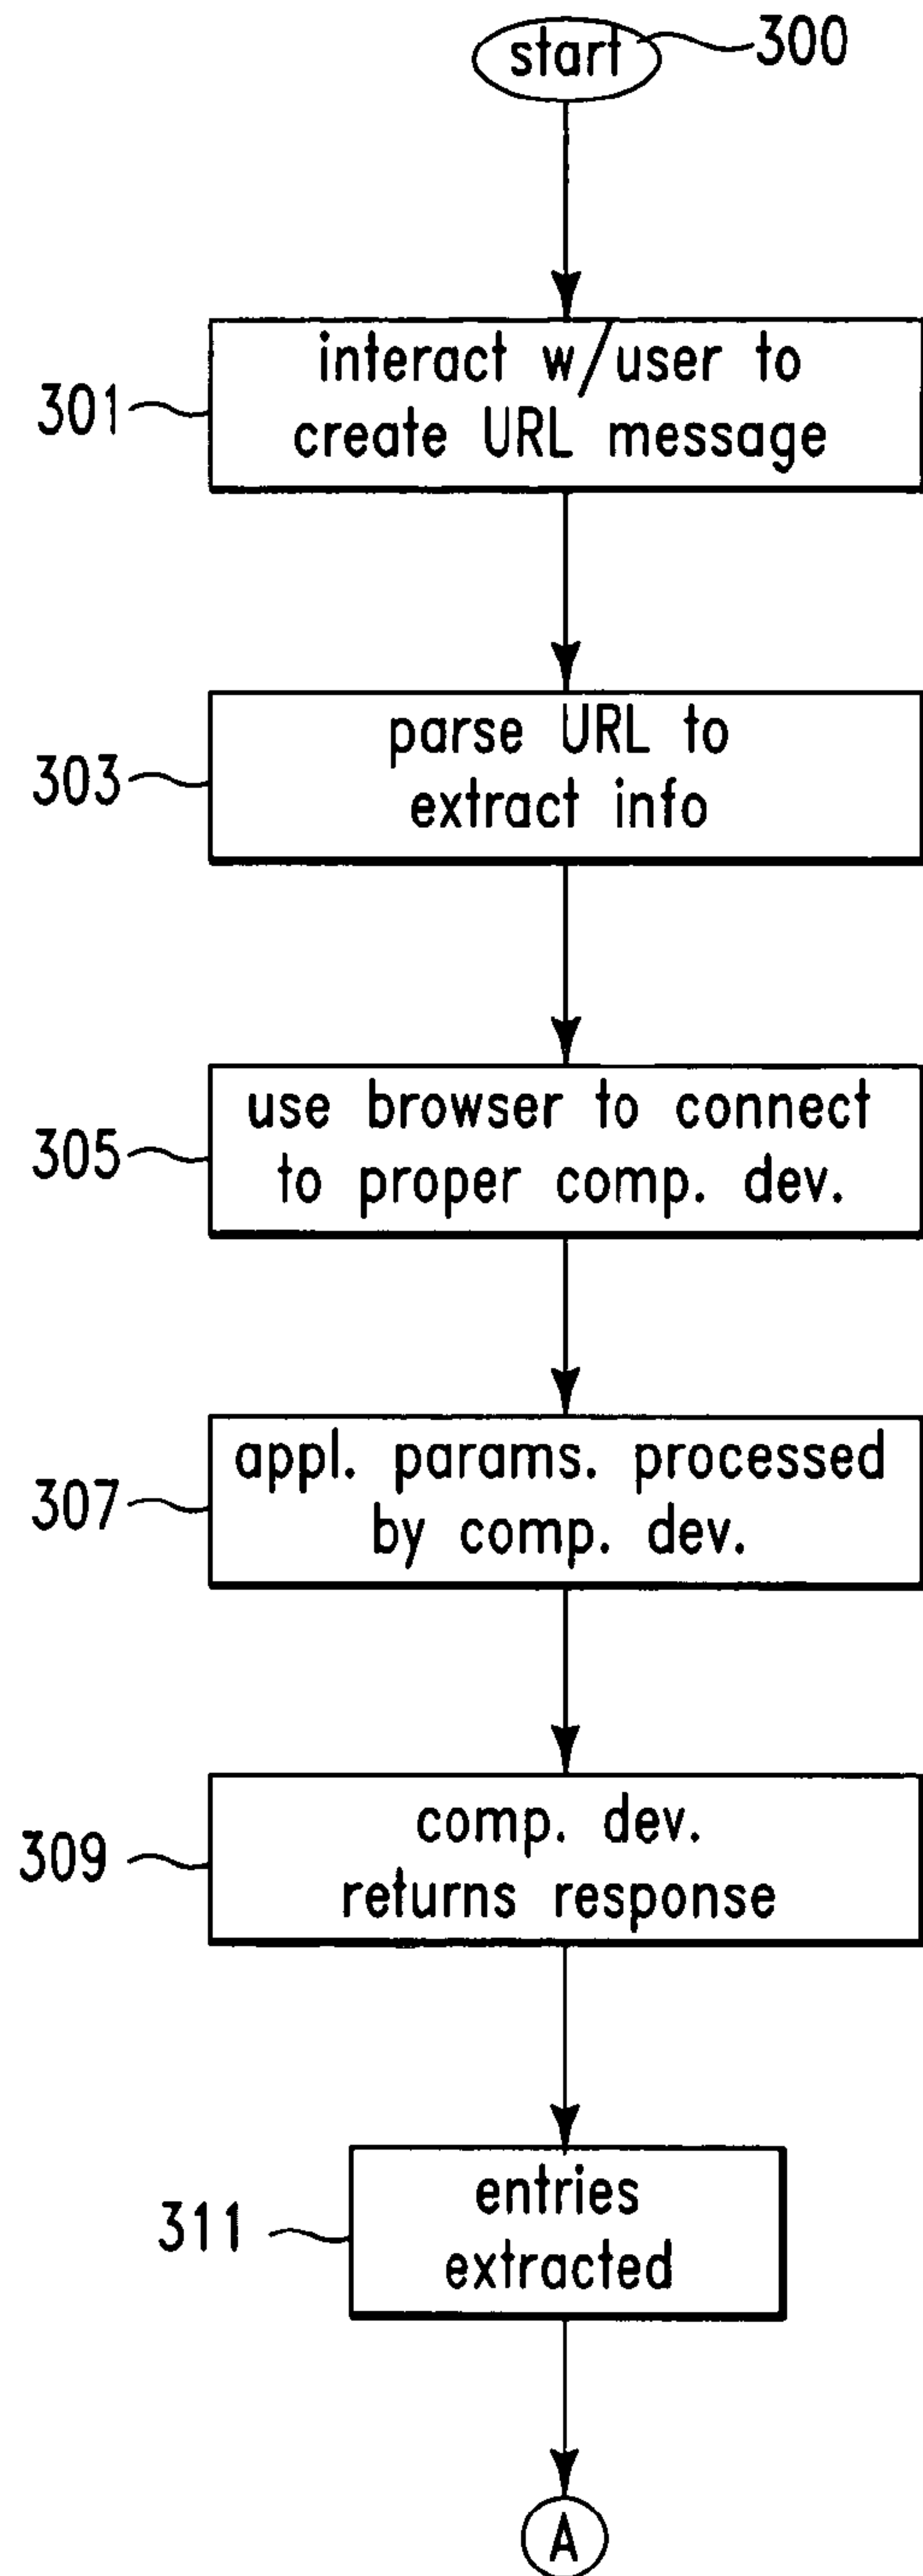 start
300
interact w/user to
create URL message
301
parse URL to
extract info
303
use browser to connect
to proper comp. dev.
305
appl. params. processed
by comp. dev.
307
comp. dev.
returns response
309
entries
extracted
311
A